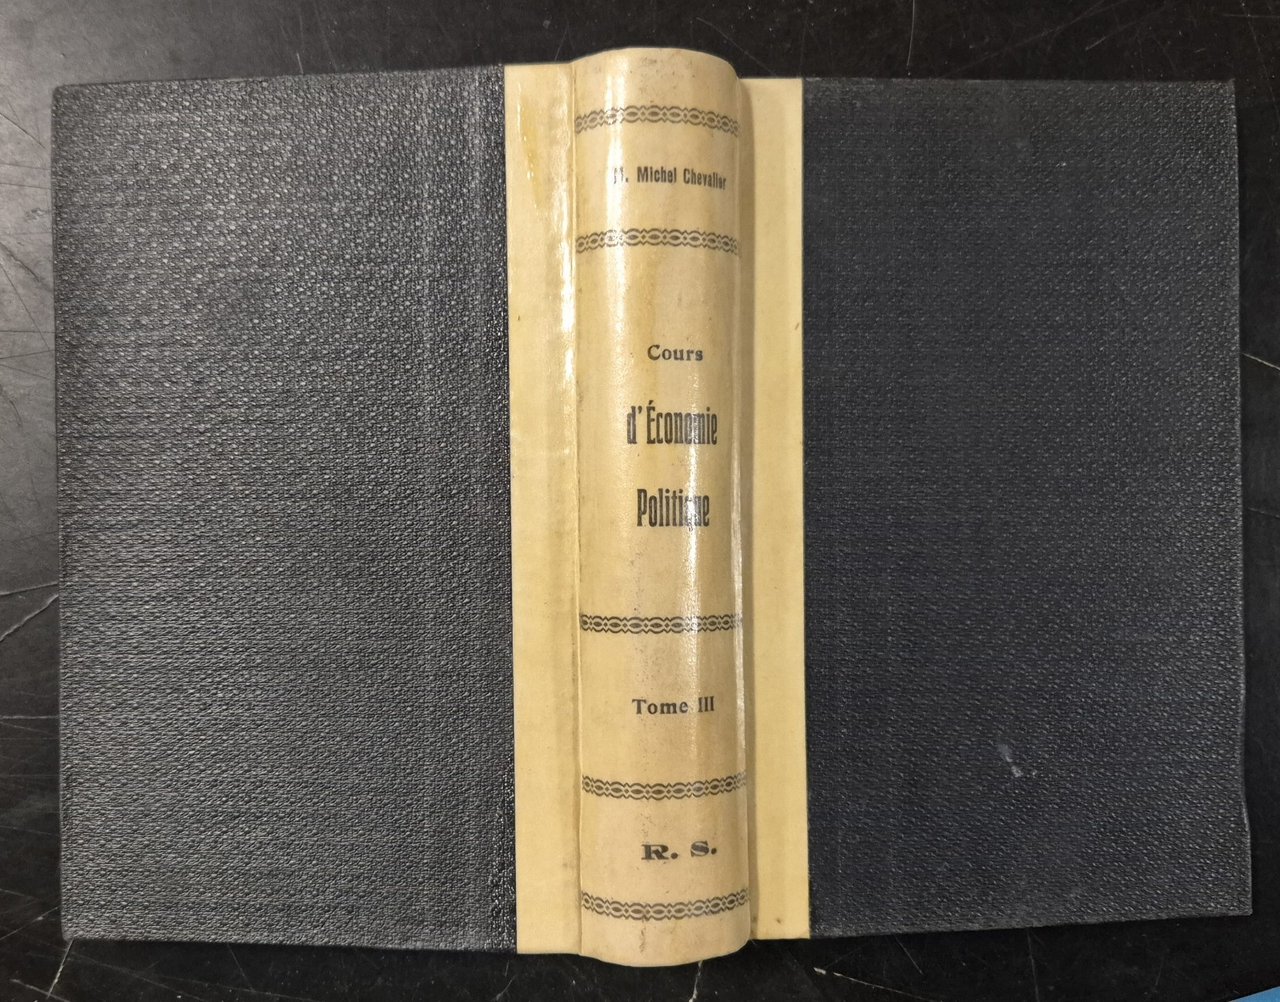 M. Michel Chevalier
Cours
d'Économie
Politique
Tome III
R. S.